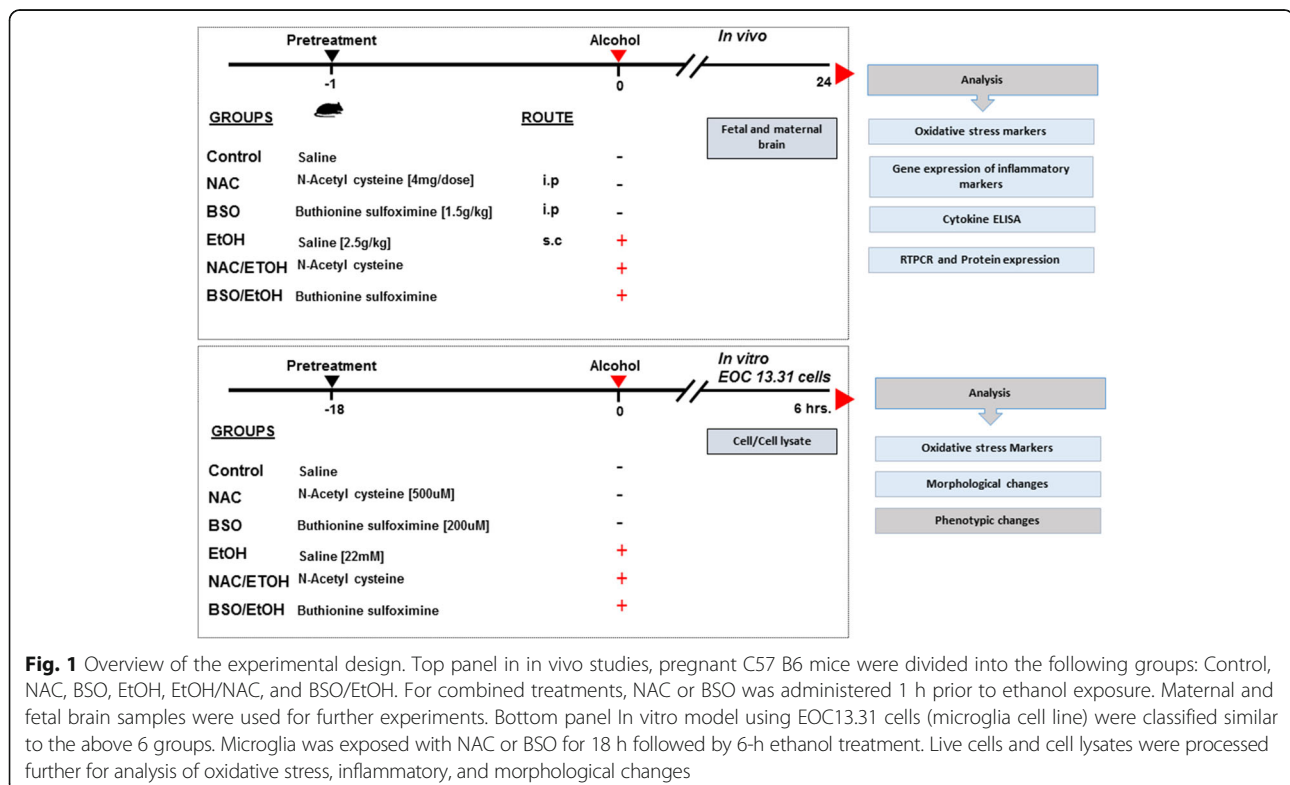 Pretreatment Alcohol In vivo
-1 0 24
GROUPS ROUTE
Control Saline -
NAC N-Acetyl cysteine [4mg/dose] i.p -
BSO Buthionine sulfoximine [1.5g/kg] i.p -
EtOH Saline [2.5g/kg] s.c +
NAC/ETOH N-Acetyl cysteine +
BSO/EtOH Buthionine sulfoximine +
Fetal and maternal
brain
Analysis
Oxidative stress markers
Gene expression of inflammatory
markers
Cytokine ELISA
RTPCR and Protein expression
Pretreatment Alcohol In vitro
EOC 13.31 cells
-18 0 6 hrs.
GROUPS
Control Saline -
NAC N-Acetyl cysteine [500uM] -
BSO Buthionine sulfoximine [200uM] -
EtOH Saline [22mM] +
NAC/ETOH N-Acetyl cysteine +
BSO/EtOH Buthionine sulfoximine +
Cell/Cell lysate
Analysis
Oxidative stress Markers
Morphological changes
Phenotypic changes
Fig. 1 Overview of the experimental design. Top panel in in vivo studies, pregnant C57 B6 mice were divided into the following groups: Control,
NAC, BSO, EtOH, EtOH/NAC, and BSO/EtOH. For combined treatments, NAC or BSO was administered 1 h prior to ethanol exposure. Maternal and
fetal brain samples were used for further experiments. Bottom panel In vitro model using EOC13.31 cells (microglia cell line) were classified similar
to the above 6 groups. Microglia was exposed with NAC or BSO for 18 h followed by 6-h ethanol treatment. Live cells and cell lysates were processed
further for analysis of oxidative stress, inflammatory, and morphological changes